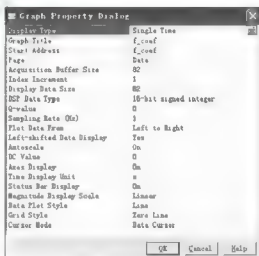 Graph Property Dialog
Display Type Single Time
Graph Title f_coef
Start Address f_coef
Page Data
Acquisition Buffer Size 82
Index Increment 1
Display Data Size 82
DSP Data Type 16-bit signed integer
Q-value 0
Sampling Rate (Hz) 1
Plot Data From Left to Right
Left-shifted Data Display Yes
Autoscale On
DC Value 0
Axes Display On
Time Display Unit s
Status Bar Display On
Magnitude Display Scale Linear
Data Plot Style Line
Grid Style Zero Line
Cursor Mode Data Cursor
OK Cancel Help